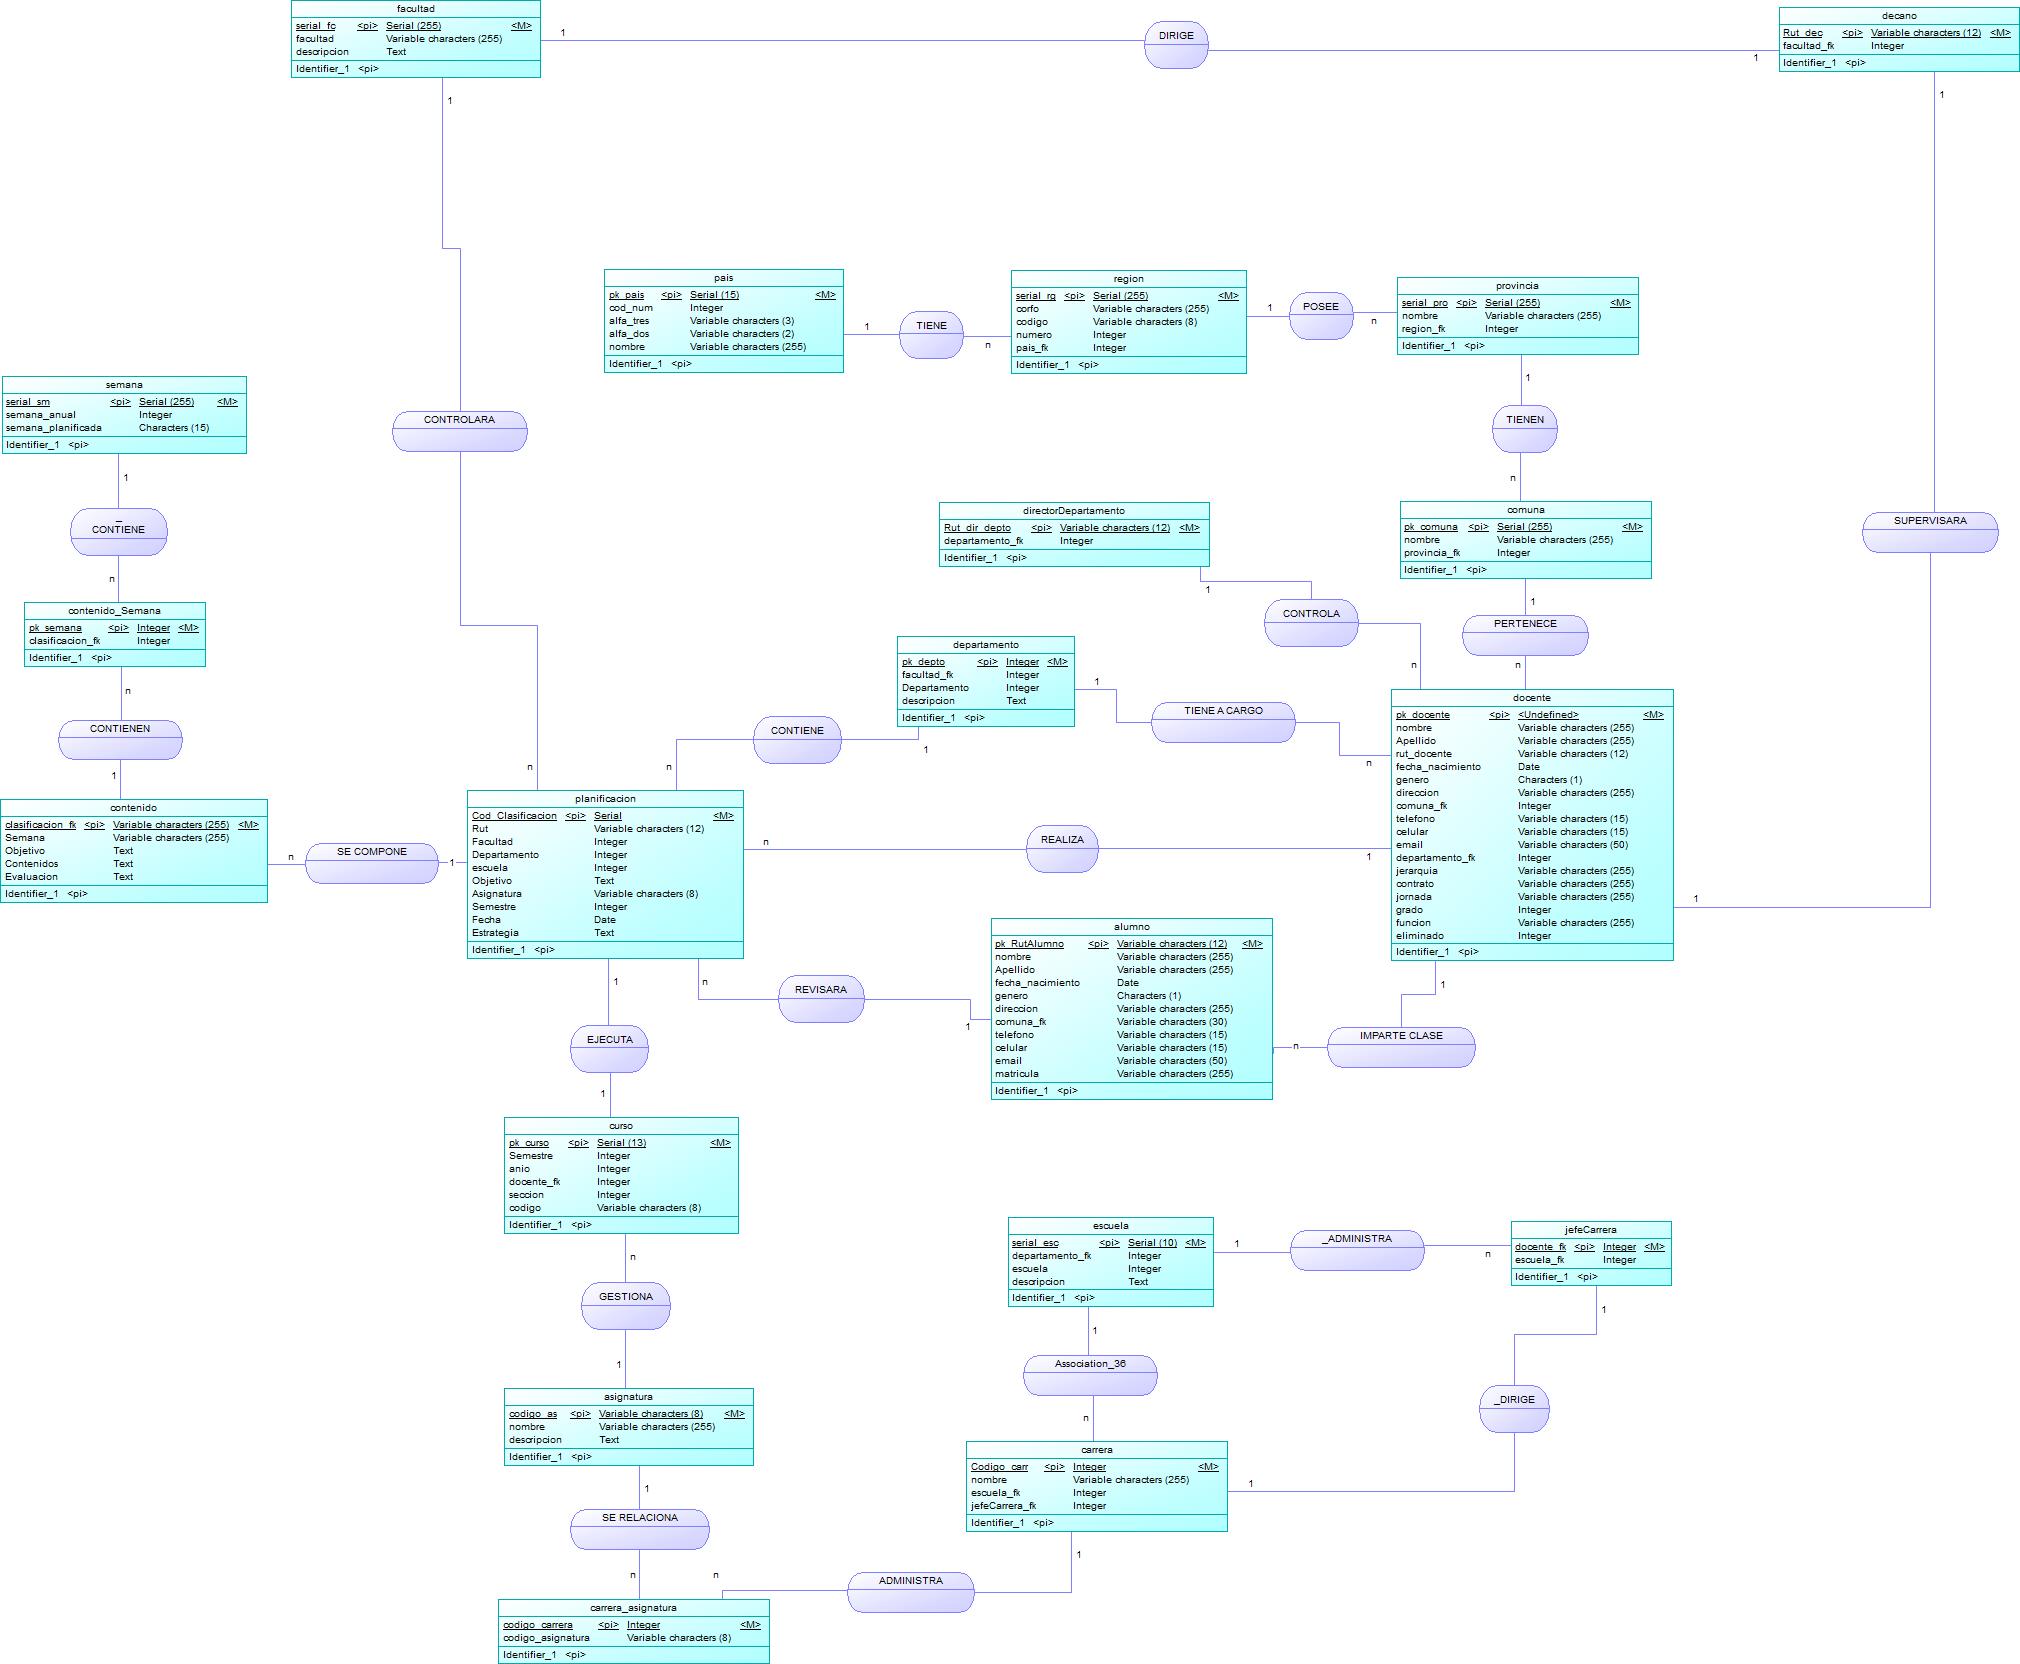 facultad
serial_fc <pi> Serial (255) <M>
facultad Variable characters (255)
descripcion Text
Identifier_1 <pi>
1
DIRIGE
1
decano
Rut_dec <pi> Variable characters (12) <M>
facultad_fk Integer
Identifier_1 <pi>
1
1
pais
pk_pais <pi> Serial (15) <M>
cod_num Integer
alfa_tres Variable characters (3)
alfa_dos Variable characters (2)
nombre Variable characters (255)
Identifier_1 <pi>
1
TIENE
n
region
serial_rg <pi> Serial (255) <M>
corfo Variable characters (255)
codigo Variable characters (8)
numero Integer
pais_fk Integer
Identifier_1 <pi>
1
POSEE
n
provincia
serial_pro <pi> Serial (255) <M>
nombre Variable characters (255)
region_fk Integer
Identifier_1 <pi>
1
TIENEN
n
semana
serial_sm <pi> Serial (255) <M>
semana_anual Integer
semana_planificada Characters (15)
Identifier_1 <pi>
1
CONTROLARA
_
CONTIENE
n
directorDepartamento
Rut_dir_depto <pi> Variable characters (12) <M>
departamento_fk Integer
Identifier_1 <pi>
1
CONTROLA
n
comuna
pk_comuna <pi> Serial (255) <M>
nombre Variable characters (255)
provincia_fk Integer
Identifier_1 <pi>
1
PERTENECE
n
SUPERVISARA
contenido_Semana
pk_semana <pi> Integer <M>
clasificacion_fk Integer
Identifier_1 <pi>
n
CONTIENEN
1
departamento
pk_depto <pi> Integer <M>
facultad_fk Integer
Departamento Integer
descripcion Text
Identifier_1 <pi>
1
TIENE A CARGO
n
1
CONTIENE
n
n
docente
pk_docente <pi> <Undefined> <M>
nombre Variable characters (255)
Apellido Variable characters (255)
rut_docente Variable characters (12)
fecha_nacimiento Date
genero Characters (1)
direccion Variable characters (255)
comuna_fk Integer
telefono Variable characters (15)
celular Variable characters (15)
email Variable characters (50)
departamento_fk Integer
jerarquia Variable characters (255)
contrato Variable characters (255)
jornada Variable characters (255)
grado Integer
funcion Variable characters (255)
eliminado Integer
Identifier_1 <pi>
1
contenido
clasificacion_fk <pi> Variable characters (255) <M>
Semana Variable characters (255)
Objetivo Text
Contenidos Text
Evaluacion Text
Identifier_1 <pi>
n
SE COMPONE
1
planificacion
Cod_Clasificacion <pi> Serial <M>
Rut Variable characters (12)
Facultad Integer
Departamento Integer
escuela Integer
Objetivo Text
Asignatura Variable characters (8)
Semestre Integer
Fecha Date
Estrategia Text
Identifier_1 <pi>
n
REALIZA
1
n
REVISARA
1
alumno
pk_RutAlumno <pi> Variable characters (12) <M>
nombre Variable characters (255)
Apellido Variable characters (255)
fecha_nacimiento Date
genero Characters (1)
direccion Variable characters (255)
comuna_fk Variable characters (30)
telefono Variable characters (15)
celular Variable characters (15)
email Variable characters (50)
matricula Variable characters (255)
Identifier_1 <pi>
1
IMPARTE CLASE
n
1
EJECUTA
1
curso
pk_curso <pi> Serial (13) <M>
Semestre Integer
anio Integer
docente_fk Integer
seccion Integer
codigo Variable characters (8)
Identifier_1 <pi>
n
GESTIONA
1
escuela
serial_esc <pi> Serial (10) <M>
departamento_fk Integer
escuela Integer
descripcion Text
Identifier_1 <pi>
1
_ADMINISTRA
n
jefeCarrera
docente_fk <pi> Integer <M>
escuela_fk Integer
Identifier_1 <pi>
1
_DIRIGE
1
1
Association_36
n
asignatura
codigo_as <pi> Variable characters (8) <M>
nombre Variable characters (255)
descripcion Text
Identifier_1 <pi>
1
SE RELACIONA
n
carrera
Codigo_carr <pi> Integer <M>
nombre Variable characters (255)
escuela_fk Integer
jefeCarrera_fk Integer
Identifier_1 <pi>
1
ADMINISTRA
n
carrera_asignatura
codigo_carrera <pi> Integer <M>
codigo_asignatura Variable characters (8)
Identifier_1 <pi>